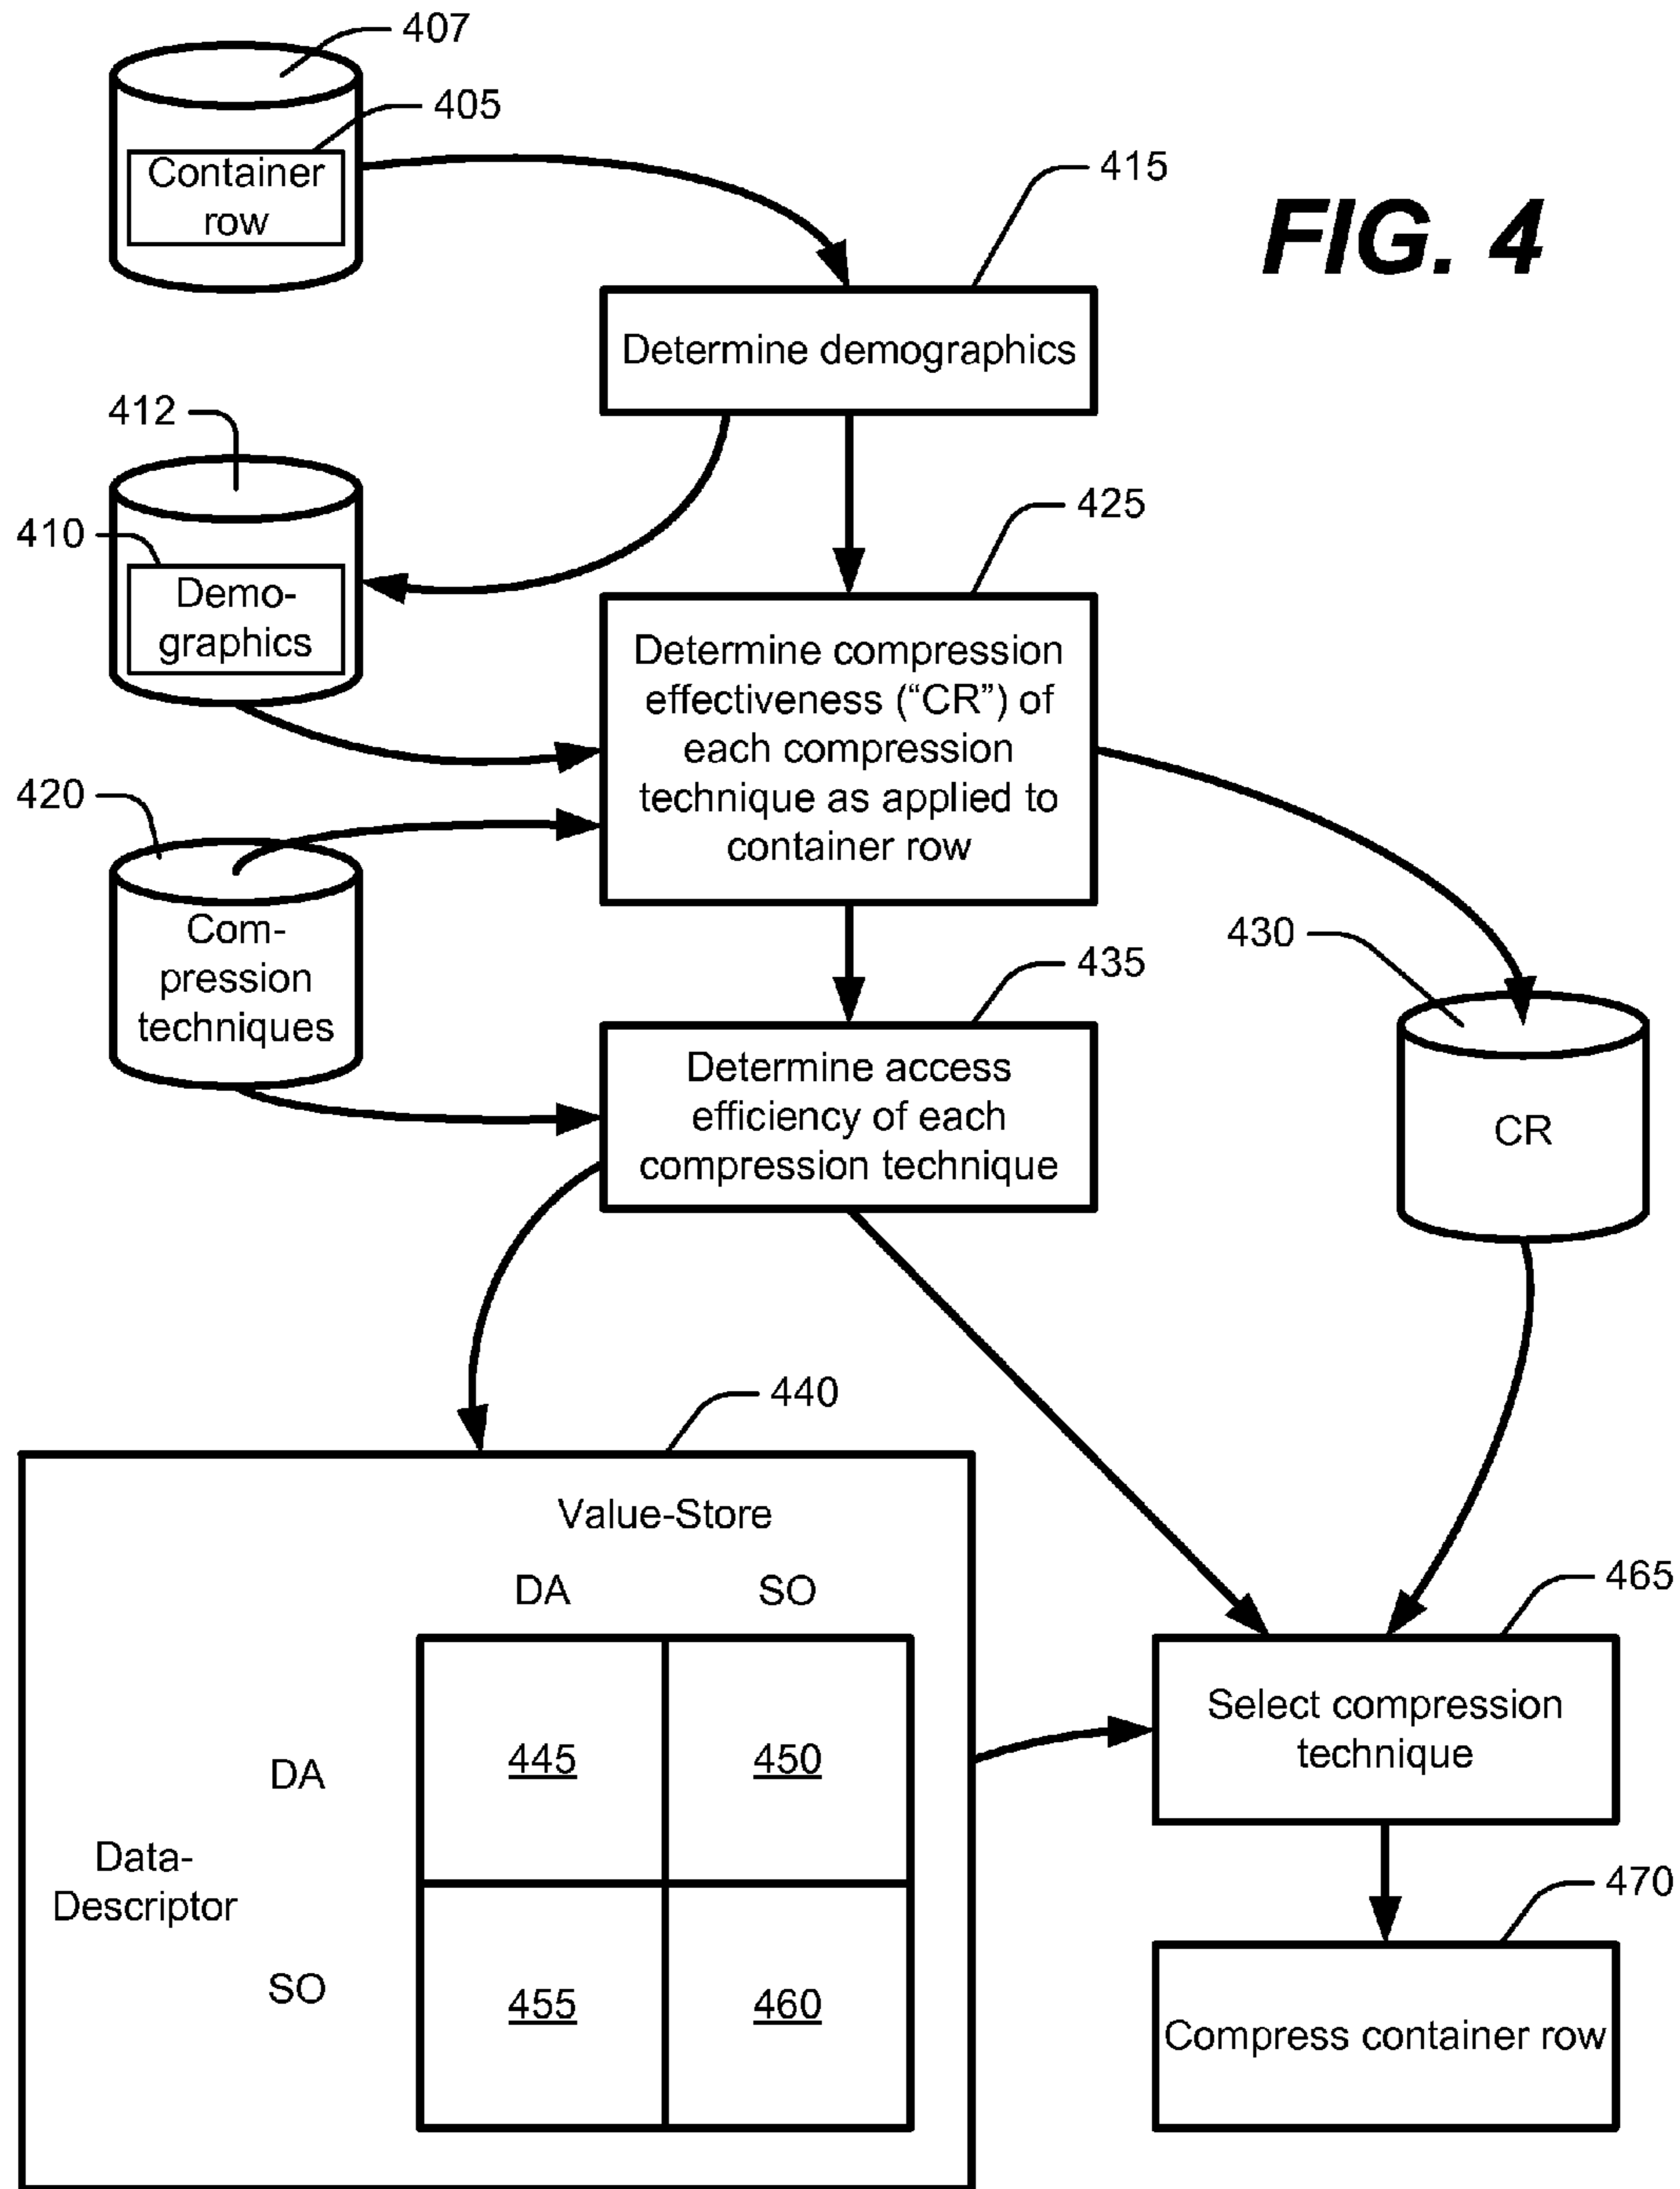 407
405
Container
row
415
FIG. 4
Determine demographics
412
410
Demo-
graphics
425
Determine compression
effectiveness (“CR”) of
each compression
technique as applied to
container row
420
Com-
pression
techniques
430
CR
435
Determine access
efficiency of each
compression technique
440
Value-Store
DA SO
DA
445 450
Data-
Descriptor
SO
455 460
465
Select compression
technique
470
Compress container row